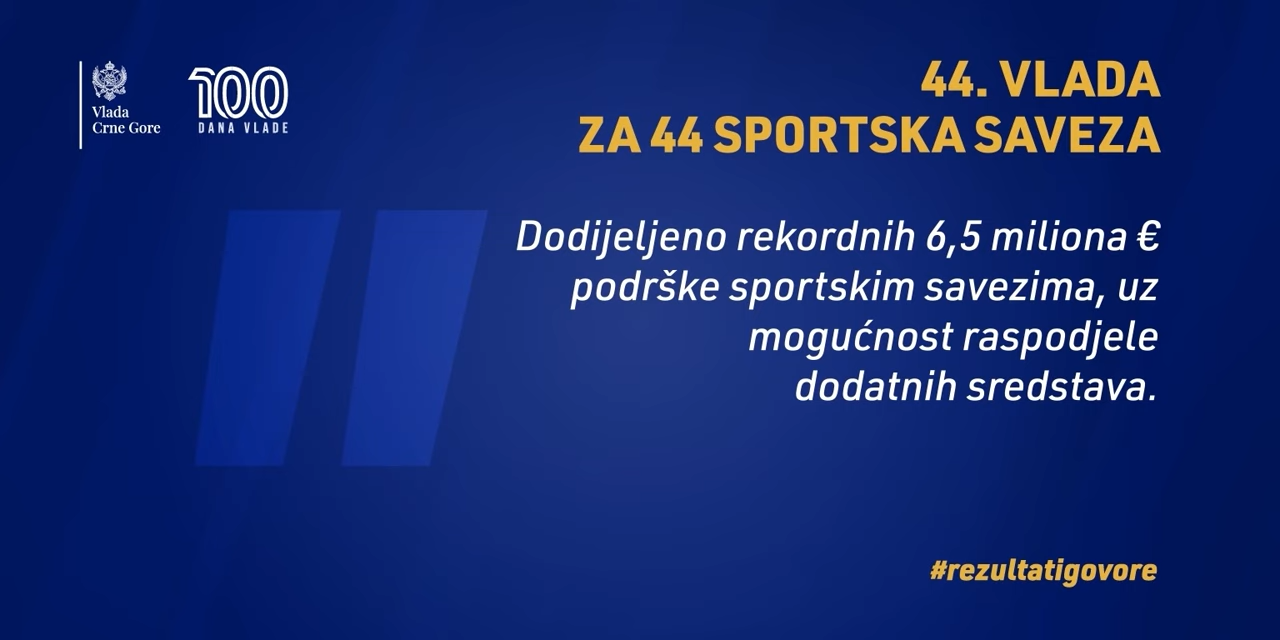 Vlada
Crne Gore
100
DANA VLADE
44. VLADA
ZA 44 SPORTSKA SAVEZA
Dodijeljeno rekordnih 6,5 miliona €
podrške sportskim savezima, uz
mogućnost raspodjele
dodatnih sredstava.
#rezultatigovore